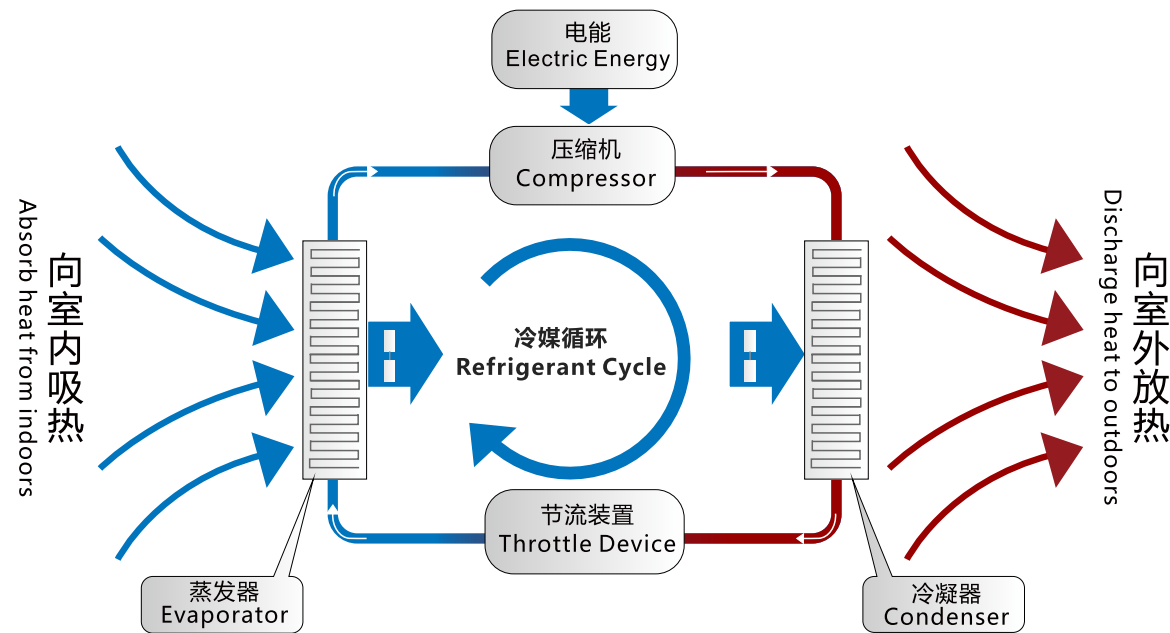 电能
Electric Energy
压缩机
Compressor
向室内吸热
Absorb heat from indoors
冷媒循环
Refrigerant Cycle
向室外放热
Discharge heat to outdoors
节流装置
Throttle Device
蒸发器
Evaporator
冷凝器
Condenser